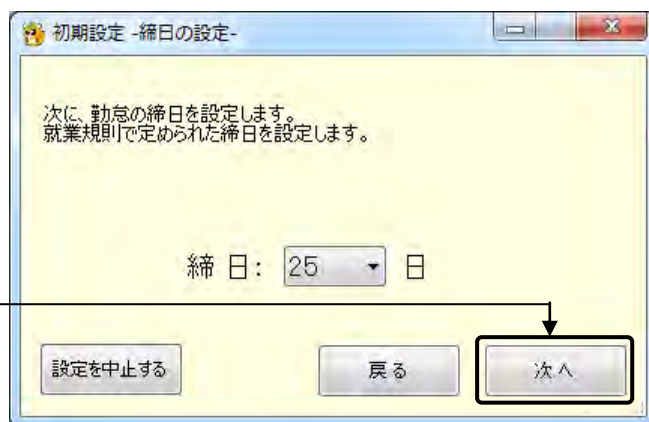 初期設定 -締日の設定-
次に、勤怠の締日を設定します。
就業規則で定められた締日を設定します。
締 日: 25 日
設定を中止する 戻る 次へ